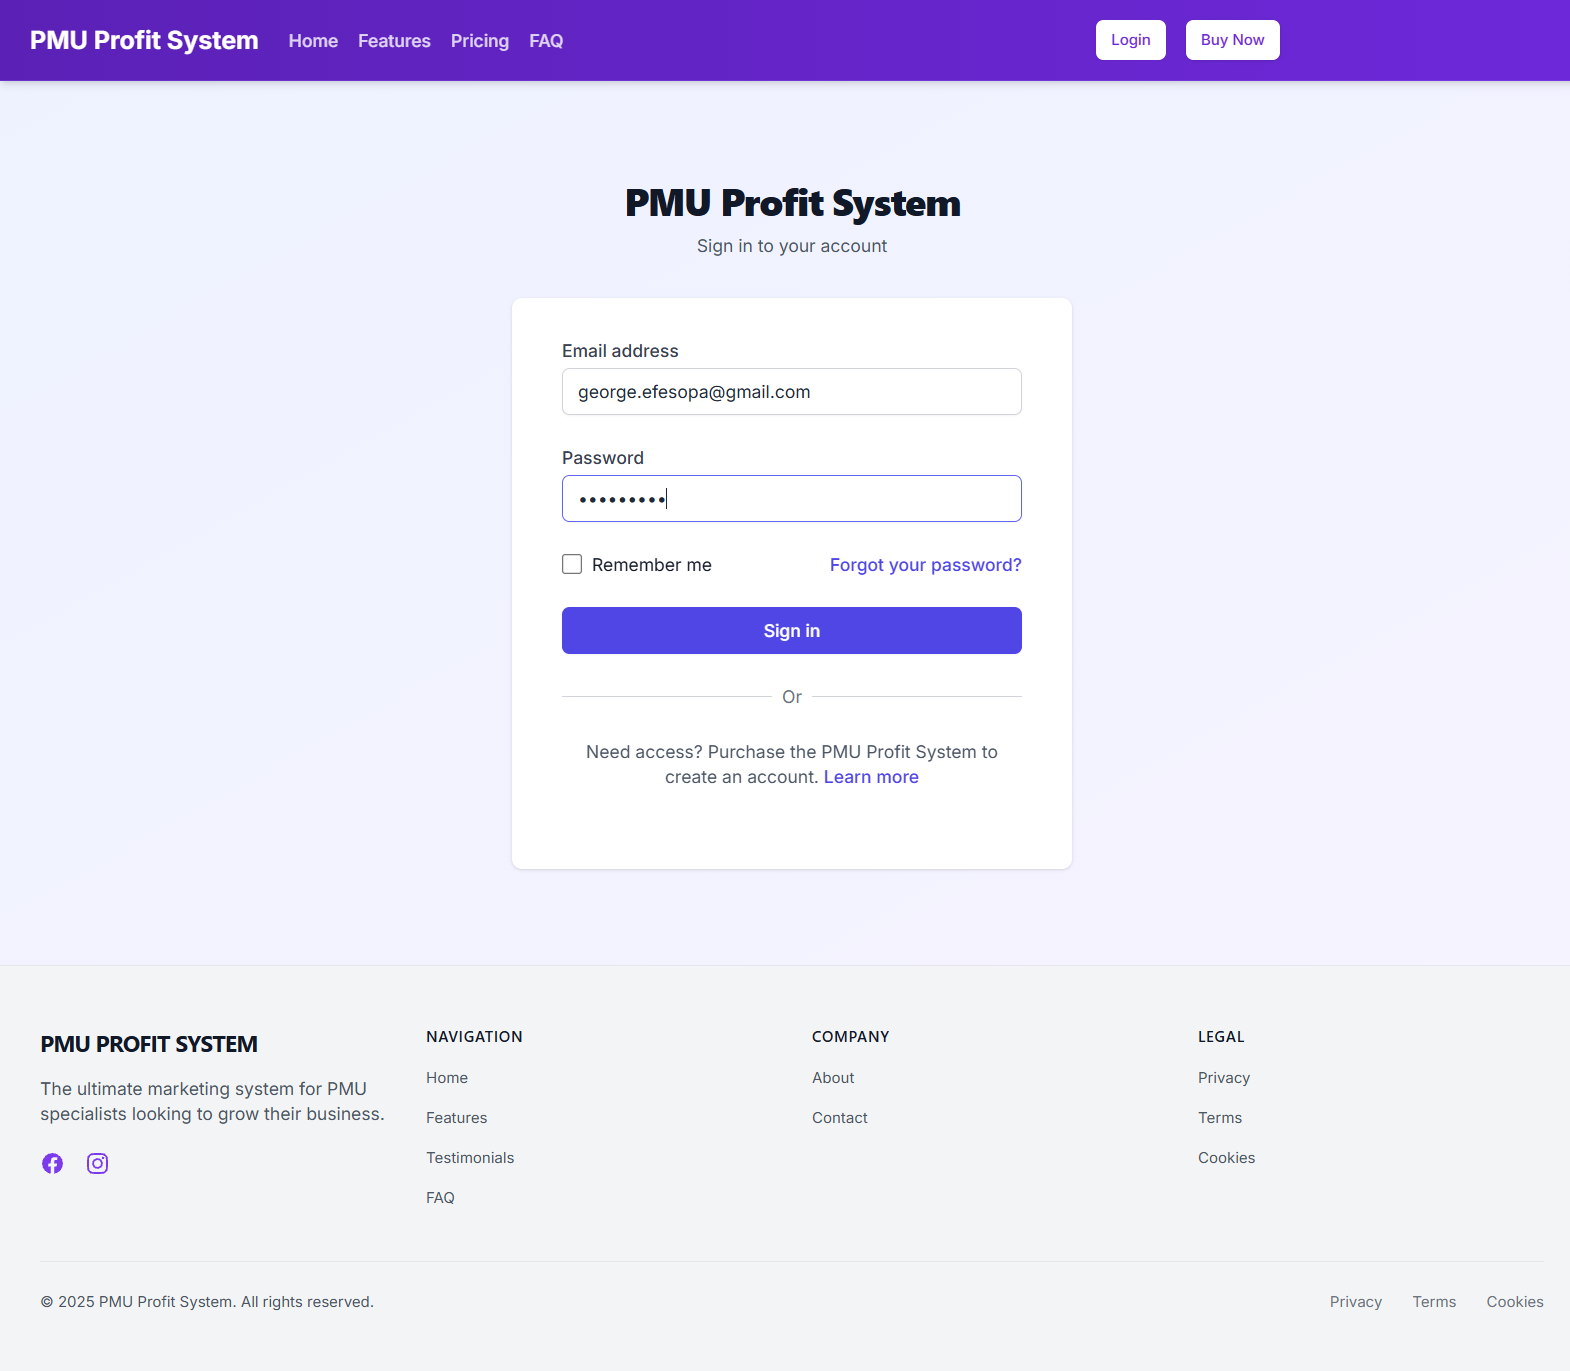 PMU Profit System
Home
Features
Pricing
FAQ
Login
Buy Now
PMU Profit System
Sign in to your account
Email address
george.efesopa@gmail.com
Password
•••••••••
Remember me
Forgot your password?
Sign in
Or
Need access? Purchase the PMU Profit System to
create an account. Learn more
PMU PROFIT SYSTEM
The ultimate marketing system for PMU
specialists looking to grow their business.
NAVIGATION
Home
Features
Testimonials
FAQ
COMPANY
About
Contact
LEGAL
Privacy
Terms
Cookies
© 2025 PMU Profit System. All rights reserved.
Privacy
Terms
Cookies